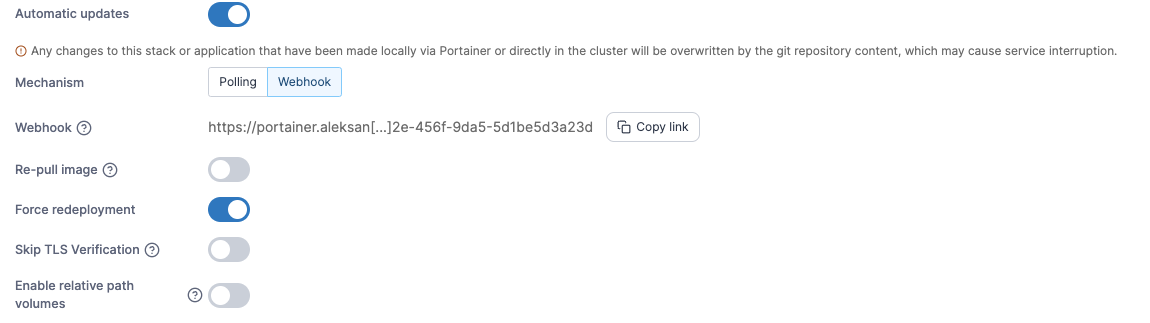 Automatic updates
Any changes to this stack or application that have been made locally via Portainer or directly in the cluster will be overwritten by the git repository content, which may cause service interruption.
Mechanism Polling Webhook
Webhook https://portainer.aleksan[...]2e-456f-9da5-5d1be5d3a23d Copy link
Re-pull image
Force redeployment
Skip TLS Verification
Enable relative path
volumes